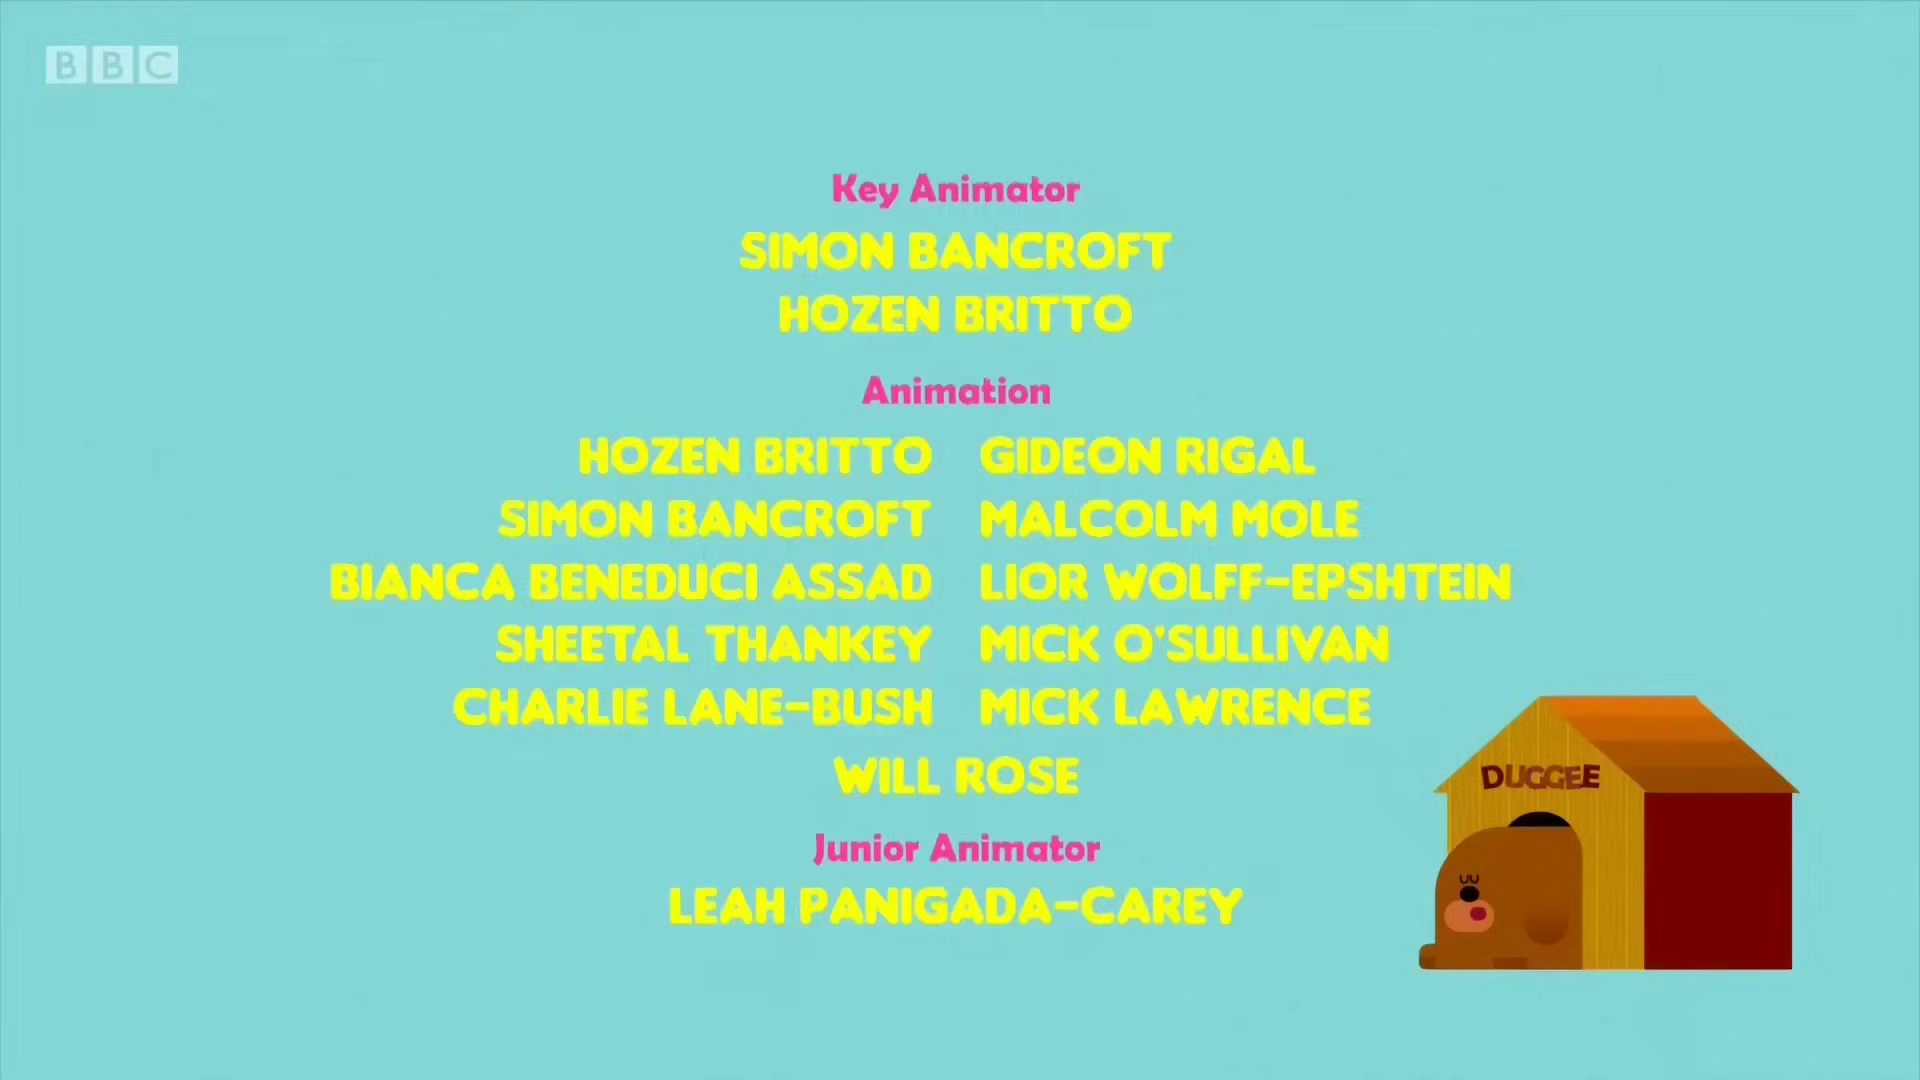 BBC
Key Animator
SIMON BANCROFT
HOZEN BRITTO
Animation
HOZEN BRITTO GIDEON RIGAL
SIMON BANCROFT MALCOLM MOLE
BIANCA BENEDUCI ASSAD LIOR WOLFF-EPSHTEIN
SHEETAL THANKEY MICK O'SULLIVAN
CHARLIE LANE-BUSH MICK LAWRENCE
WILL ROSE
DUGGEE
Junior Animator
LEAH PANIGADA-CAREY